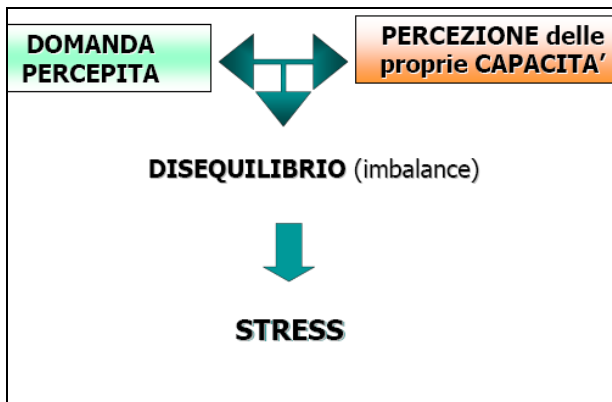 DOMANDA
PERCEPITA
PERCEZIONE delle
proprie CAPACITA’
DISEQUILIBRIO (imbalance)
STRESS